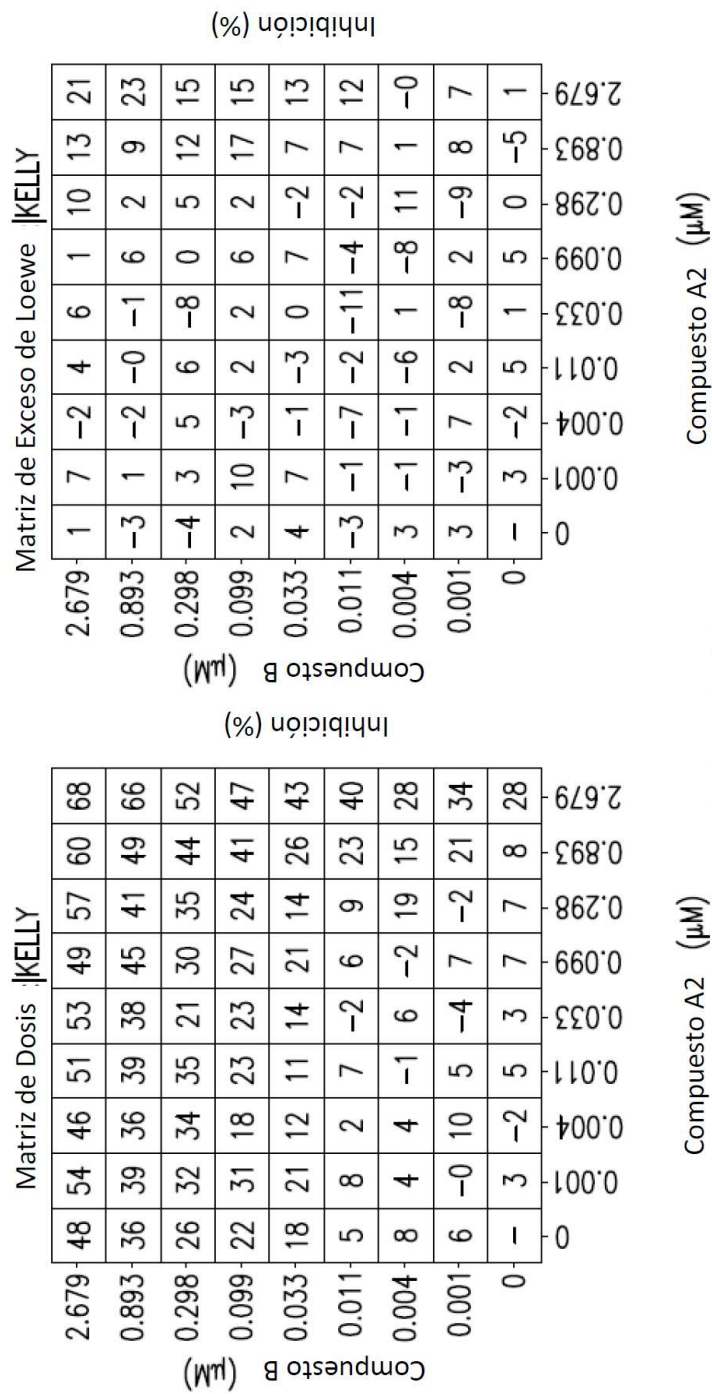 Matriz de Dosis :|KELLY
Compuesto B (µM)
2.679 48 54 46 51 53 49 57 60 68
0.893 36 39 36 39 38 45 41 49 66
0.298 26 32 34 35 21 30 35 44 52
0.099 22 31 18 23 23 27 24 41 47
0.033 18 21 12 11 14 21 14 26 43
0.011 5 8 2 7 −2 6 9 23 40
0.004 8 4 4 −1 6 −2 19 15 28
0.001 6 −0 10 5 −4 7 −2 21 34
0 – 3 −2 5 3 7 7 8 28
0 0.001 0.004 0.011 0.033 0.099 0.298 0.893 2.679
Compuesto A2 (µM)
Inhibición (%)
Matriz de Exceso de Loewe :|KELLY
Compuesto B (µM)
2.679 1 7 −2 4 6 1 10 13 21
0.893 −3 1 −2 −0 −1 6 2 9 23
0.298 −4 3 5 6 −8 0 5 12 15
0.099 2 10 −3 2 2 6 2 17 15
0.033 4 7 −1 −3 0 7 −2 7 13
0.011 −3 −1 −7 −2 −11 −4 −2 7 12
0.004 3 −1 −1 −6 1 −8 11 1 −0
0.001 3 −3 7 2 −8 2 −9 8 7
0 – 3 −2 5 1 5 0 −5 1
0 0.001 0.004 0.011 0.033 0.099 0.298 0.893 2.679
Compuesto A2 (µM)
Inhibición (%)